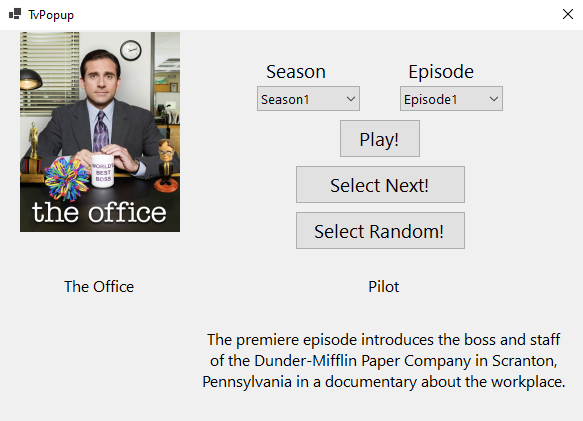 TvPopup
Season
Episode
Season1
Episode1
Play!
WORLD'S
BEST
BOSS
Select Next!
the office
Select Random!
The Office
Pilot
The premiere episode introduces the boss and staff
of the Dunder-Mifflin Paper Company in Scranton,
Pennsylvania in a documentary about the workplace.